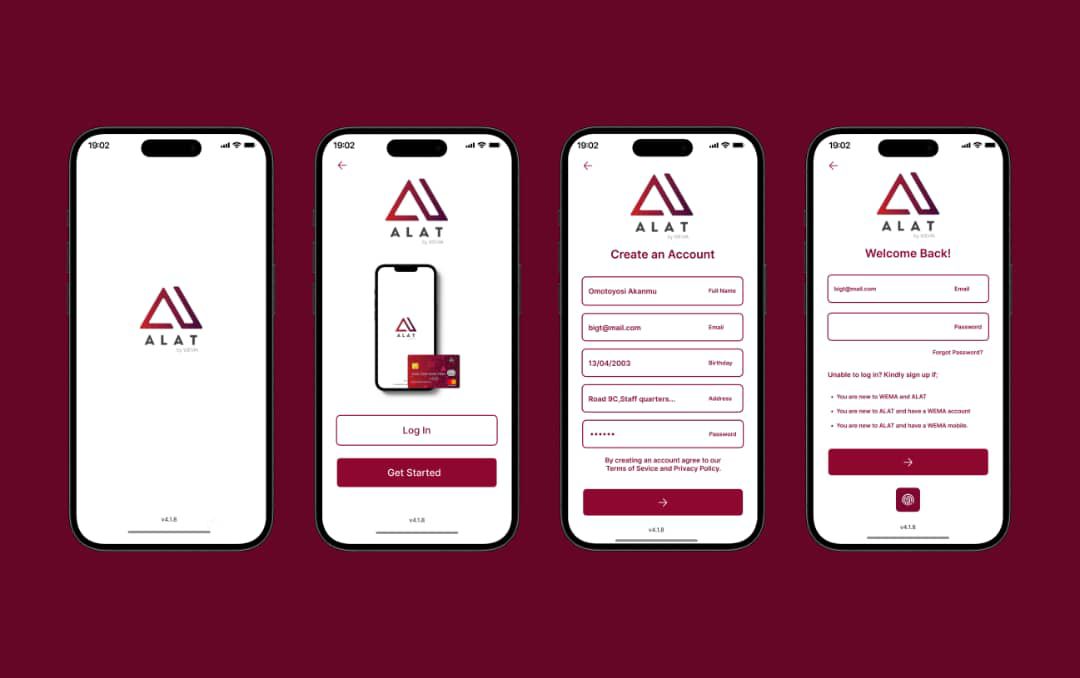 19:02
ALAT
by WEMA
v4.1.8
19:02
ALAT
by WEMA
ALAT
Log In
Get Started
v4.1.8
19:02
ALAT
by WEMA
Create an Account
Omotoyosi Akanmu Full Name
bigt@mail.com Email
13/04/2003 Birthday
Road 9C,Staff quarters... Address
•••••• Password
By creating an account agree to our
Terms of Sevice and Privacy Policy.
v4.1.8
19:02
ALAT
by WEMA
Welcome Back!
bigt@mail.com Email
Password
Forgot Password?
Unable to log in? Kindly sign up if;
• You are new to WEMA and ALAT
• You are new to ALAT and have a WEMA account
• You are new to ALAT and have a WEMA mobile.
v4.1.8